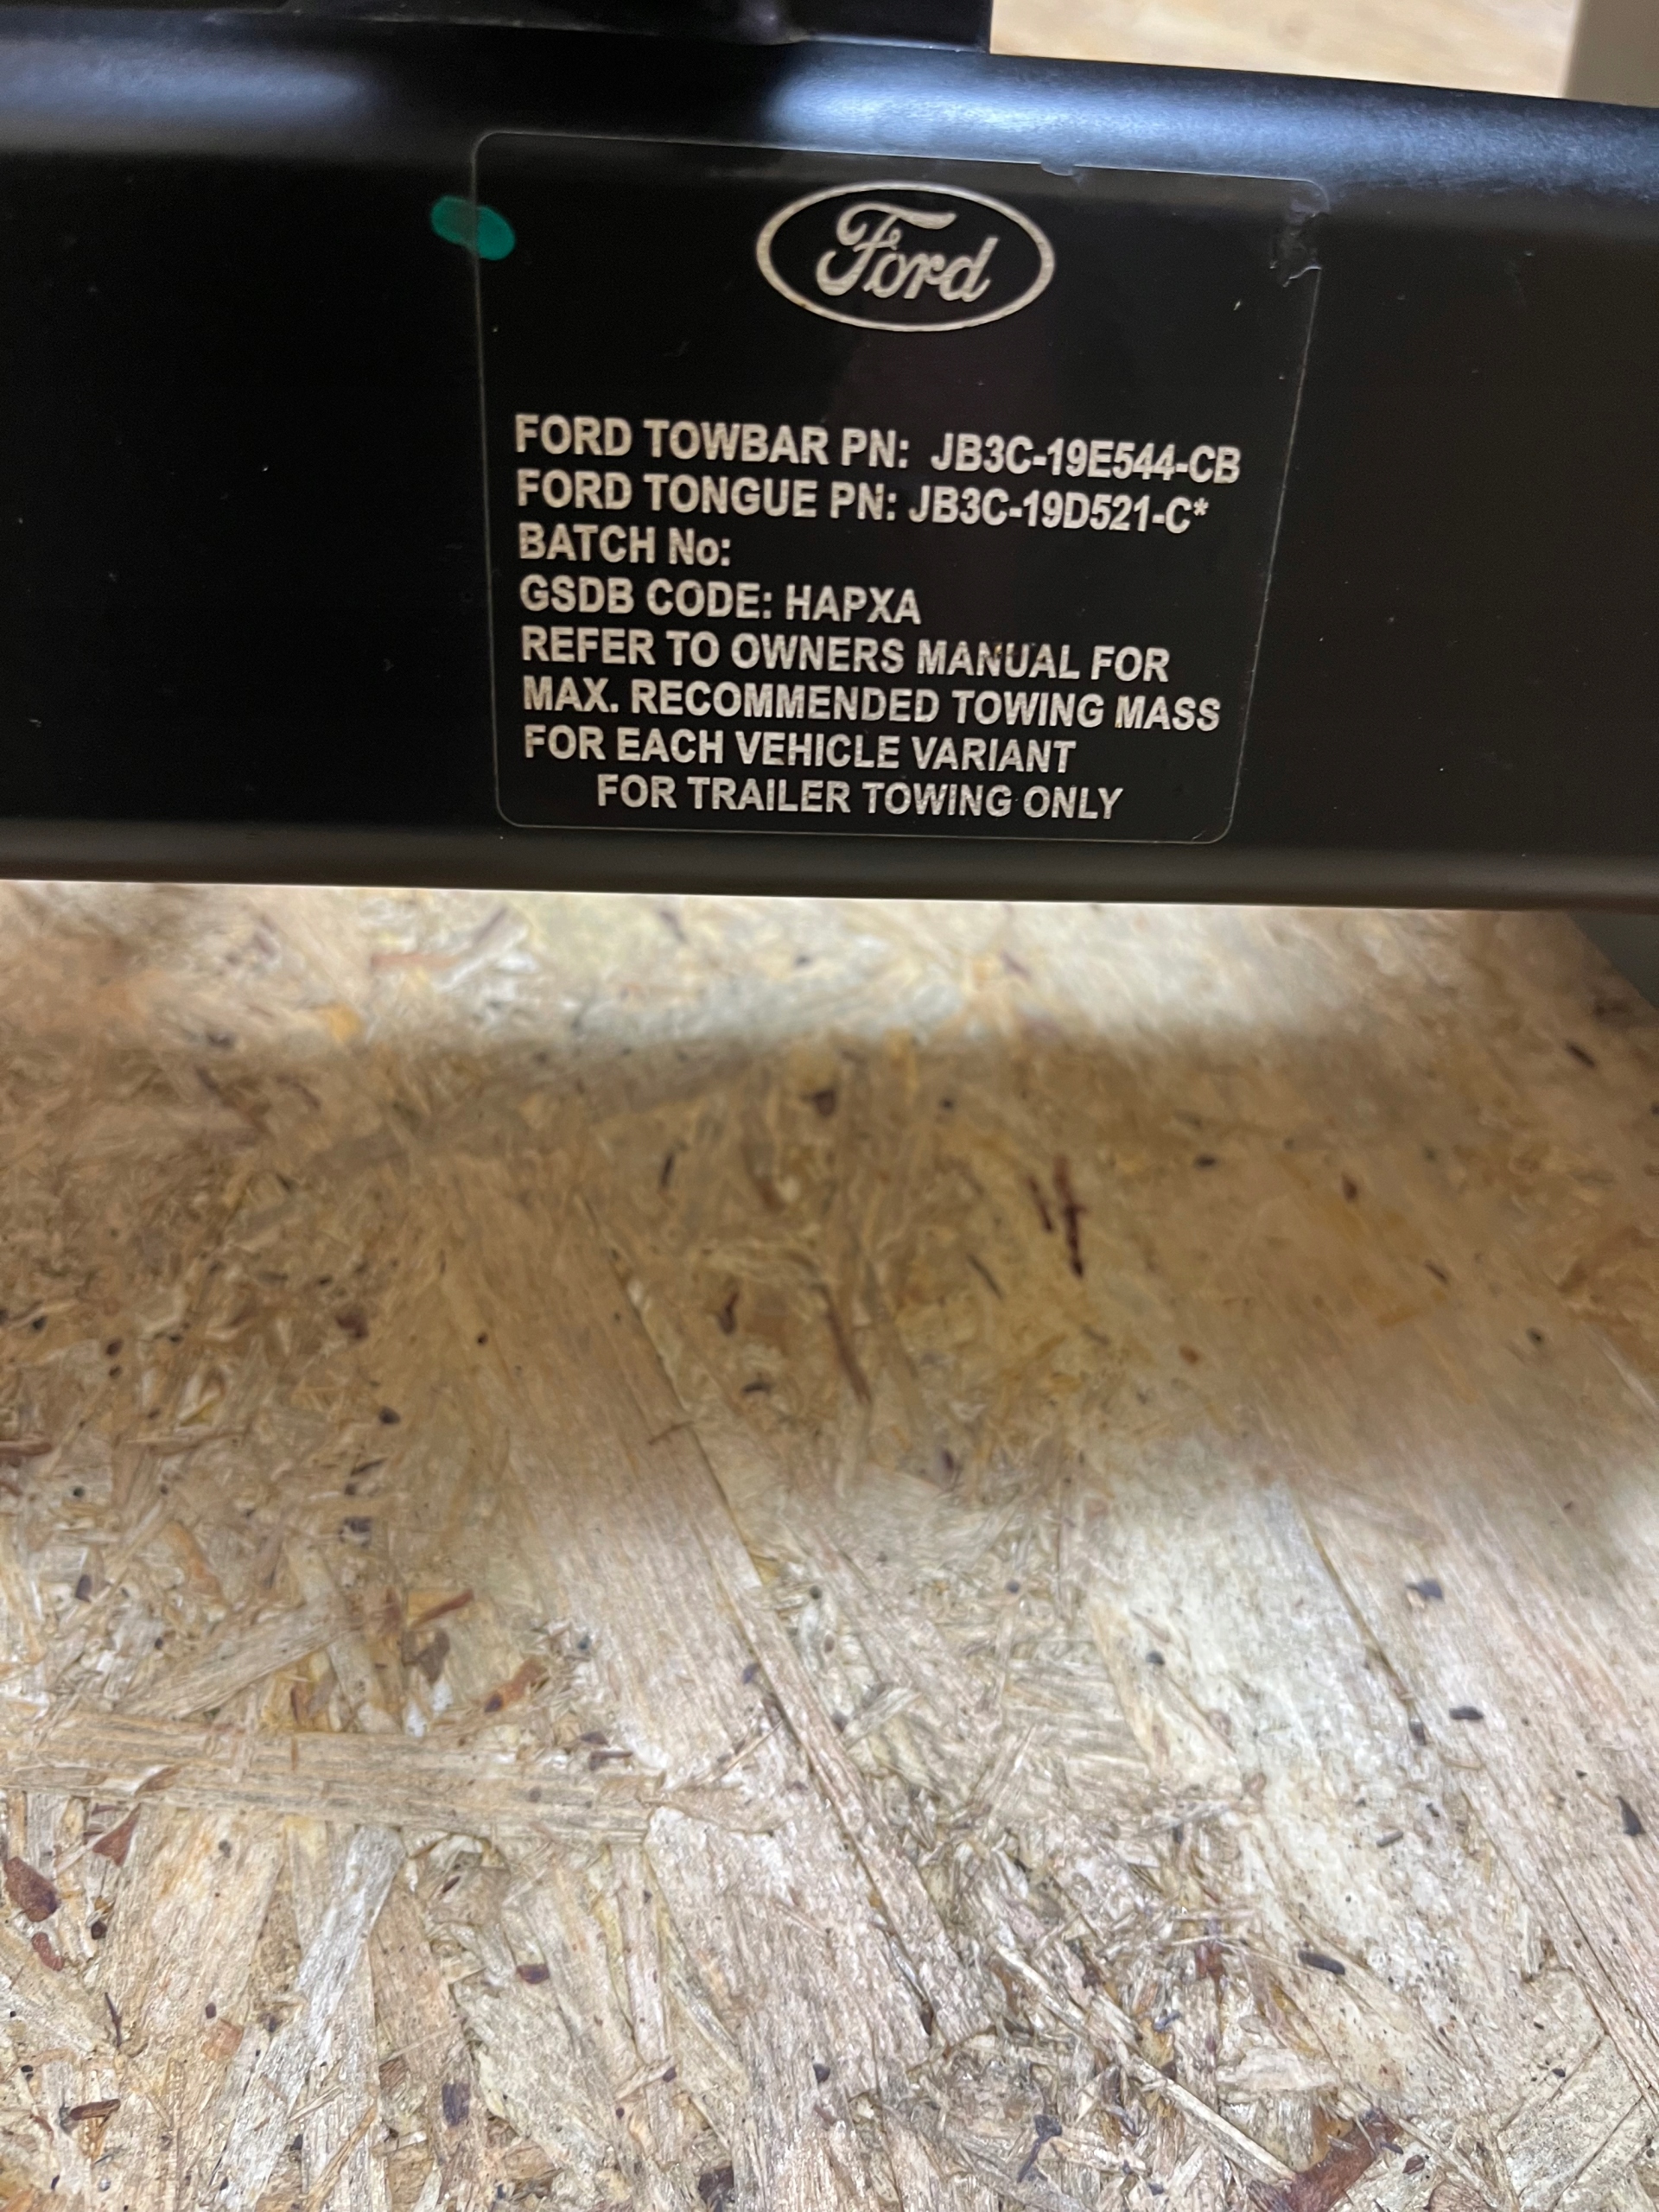 Ford
FORD TOWBAR PN: JB3C-19E544-CB
FORD TONGUE PN: JB3C-19D521-C*
BATCH No:
GSDB CODE: HAPXA
REFER TO OWNERS MANUAL FOR
MAX. RECOMMENDED TOWING MASS
FOR EACH VEHICLE VARIANT
FOR TRAILER TOWING ONLY